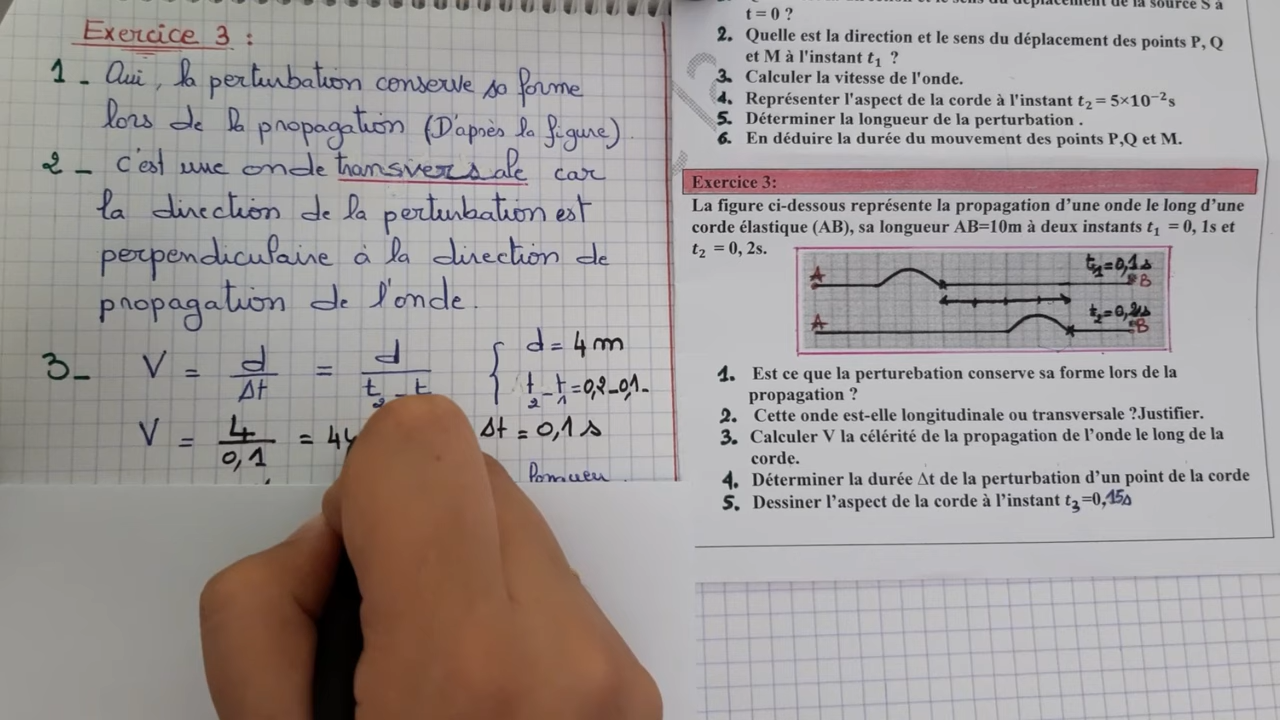 Exercice 3 :
1 - Oui, la perturbation conserve sa forme
lors de la propagation (D'après la figure).
2 - c'est une onde transversale car
la direction de la perturbation est
perpendiculaire à la direction de
propagation de l'onde.
3 - V = d/Δt = d/t₂ - t
{ d = 4 m
t₂ - t₁ = 0,2 - 0,1 -
V = 4/0,1 = 4
Δt = 0,1 s
t = 0 ?
2. Quelle est la direction et le sens du déplacement des points P, Q
et M à l'instant t₁ ?
3. Calculer la vitesse de l'onde.
4. Représenter l'aspect de la corde à l'instant t₂ = 5×10⁻²s
5. Déterminer la longueur de la perturbation .
6. En déduire la durée du mouvement des points P,Q et M.
Exercice 3:
La figure ci-dessous représente la propagation d'une onde le long d'une
corde élastique (AB), sa longueur AB=10m à deux instants t₁ = 0, 1s et
t₂ = 0, 2s.
A t₁=0,1s B
A t₂=0,2s B
1. Est ce que la perturebation conserve sa forme lors de la
propagation ?
2. Cette onde est-elle longitudinale ou transversale ?Justifier.
3. Calculer V la célérité de la propagation de l'onde le long de la
corde.
4. Déterminer la durée Δt de la perturbation d'un point de la corde
5. Dessiner l'aspect de la corde à l'instant t₃=0,15s